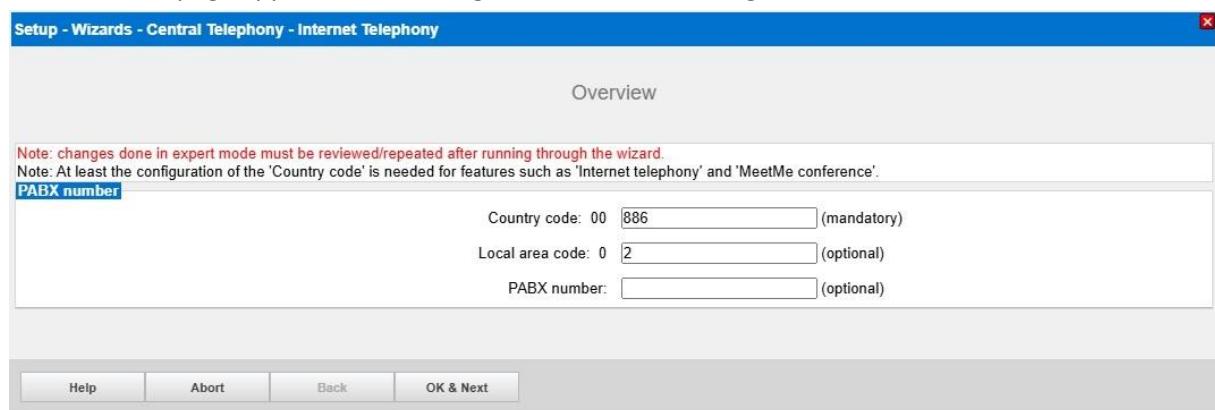 Setup - Wizards - Central Telephony - Internet Telephony
Overview
Note: changes done in expert mode must be reviewed/repeated after running through the wizard.
Note: At least the configuration of the 'Country code' is needed for features such as 'Internet telephony' and 'MeetMe conference'.
PABX number
Country code: 00 886 (mandatory)
Local area code: 0 2 (optional)
PABX number: (optional)
Help Abort Back OK & Next